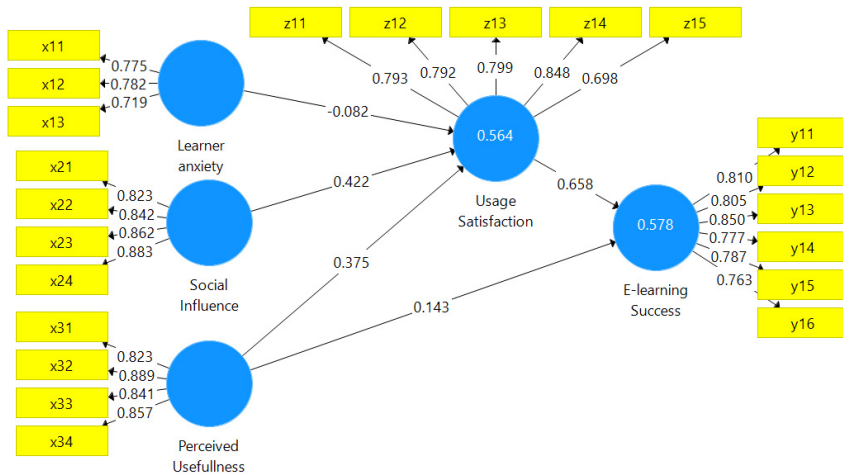 z11
z12
z13
z14
z15
0.793
0.792
0.799
0.848
0.698
x11
x12
x13
0.775
0.782
0.719
Learner
anxiety
-0.082
0.564
Usage
Satisfaction
x21
x22
x23
x24
0.823
0.842
0.862
0.883
Social
Influence
0.422
0.658
0.375
0.143
x31
x32
x33
x34
0.823
0.889
0.841
0.857
Perceived
Usefullness
0.578
E-learning
Success
0.810
0.805
0.850
0.777
0.787
0.763
y11
y12
y13
y14
y15
y16